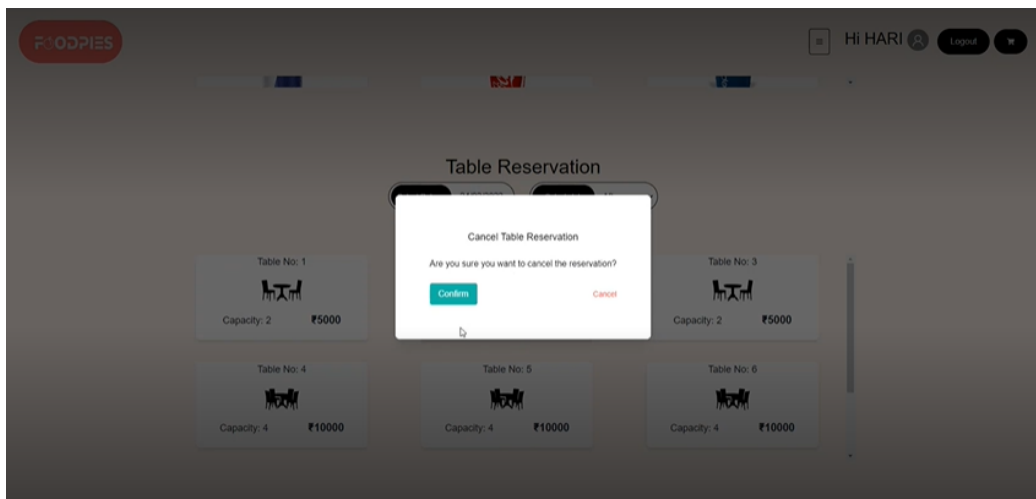 FOODPIES
Hi HARI
Logout
Table Reservation
Cancel Table Reservation
Are you sure you want to cancel the reservation?
Confirm
Cancel
Table No: 1
Capacity: 2 ₹5000
Table No: 3
Capacity: 2 ₹5000
Table No: 4
Capacity: 4 ₹10000
Table No: 5
Capacity: 4 ₹10000
Table No: 6
Capacity: 4 ₹10000